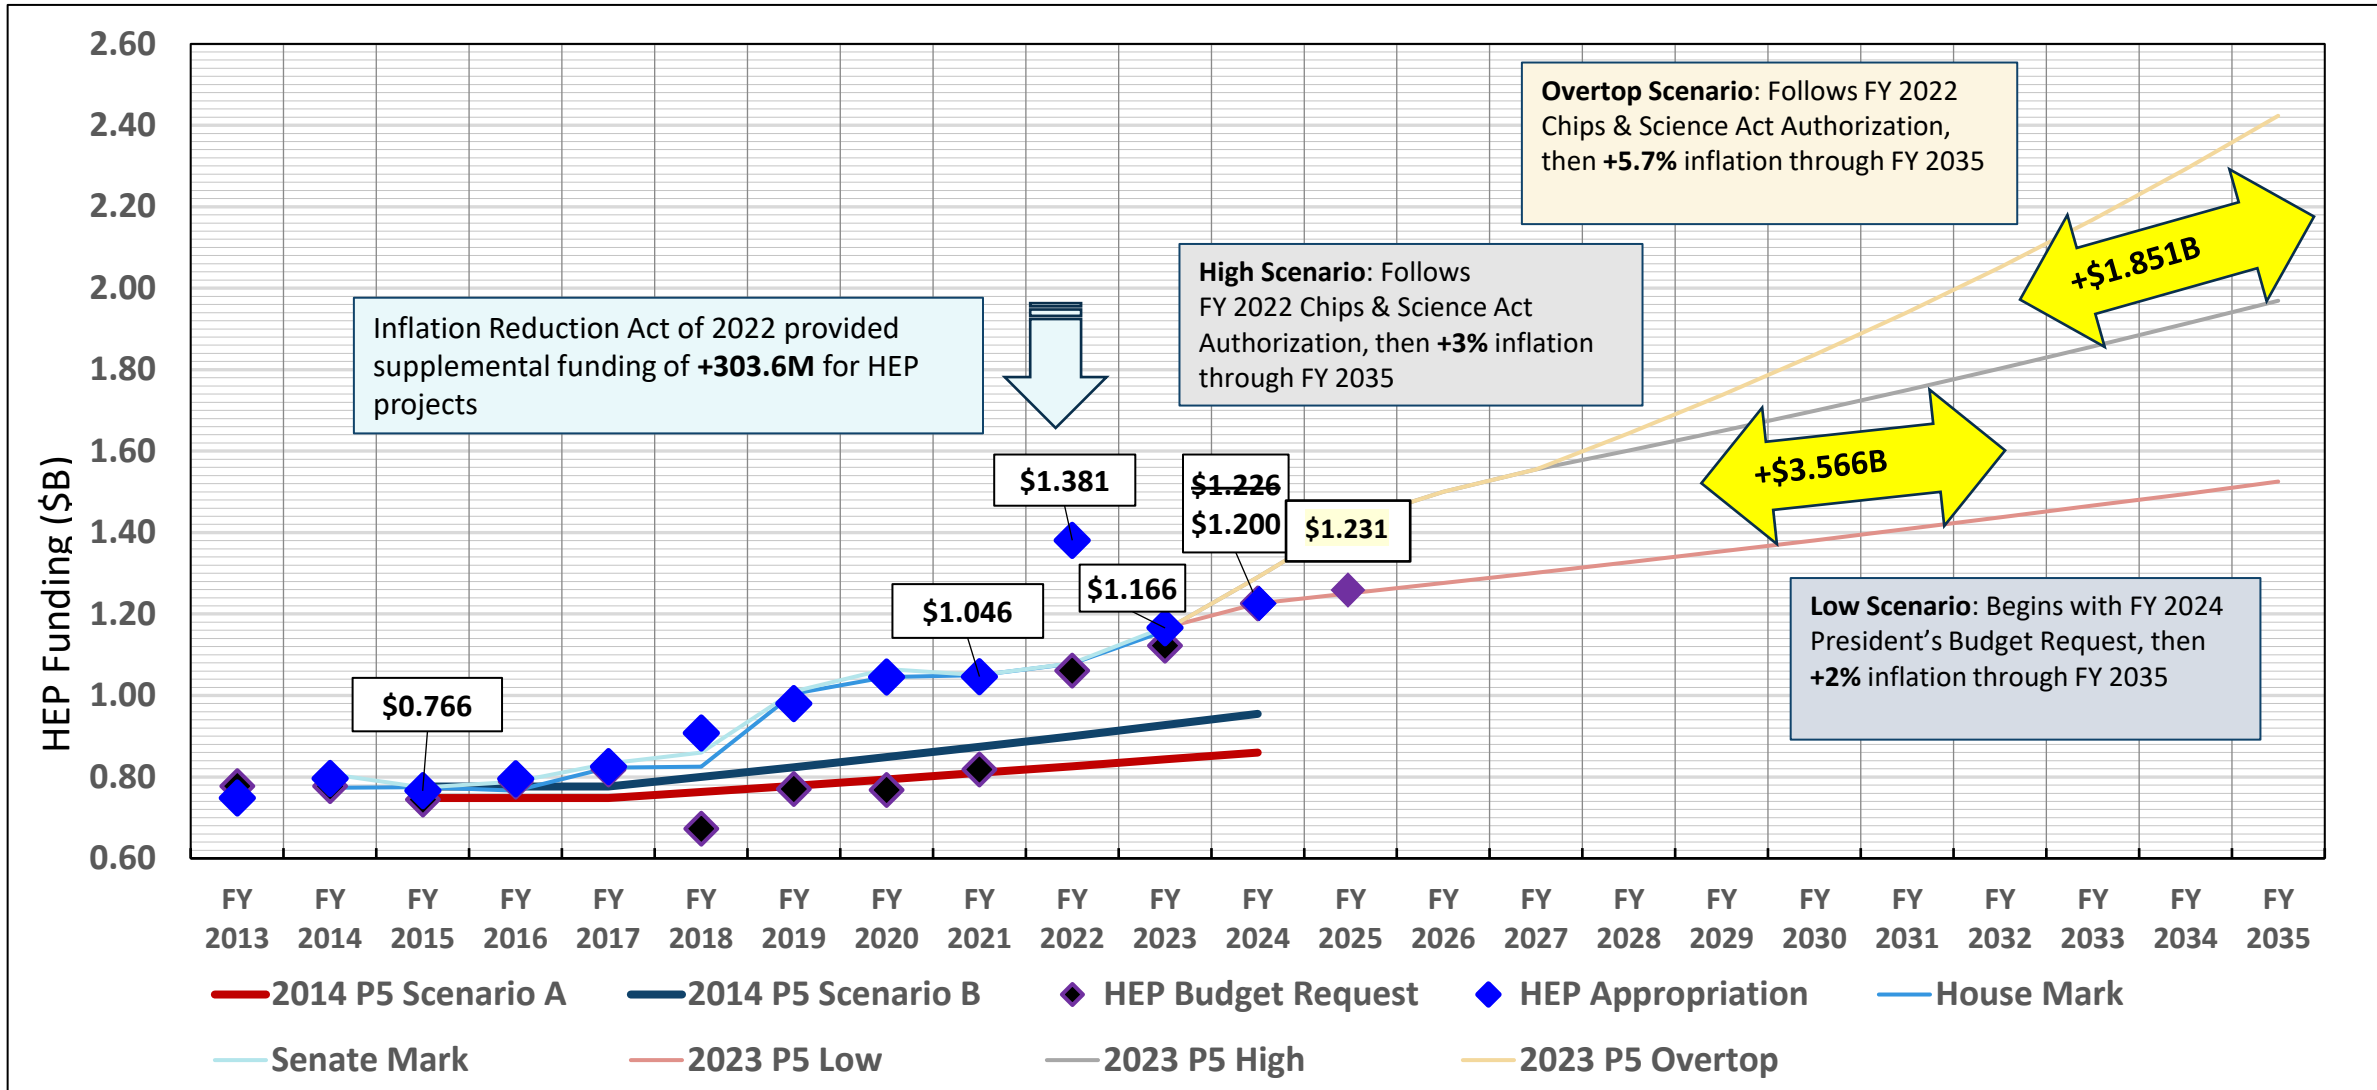 HEP Funding ($B)
2.60
2.40
2.20
2.00
1.80
1.60
1.40
1.20
1.00
0.80
0.60
Overtop Scenario: Follows FY 2022
Chips & Science Act Authorization,
then +5.7% inflation through FY 2035
High Scenario: Follows
FY 2022 Chips & Science Act
Authorization, then +3% inflation
through FY 2035
Inflation Reduction Act of 2022 provided
supplemental funding of +303.6M for HEP
projects
+$1.851B
+$3.566B
$1.381
$1.226
$1.200
$1.231
$1.166
$1.046
$0.766
Low Scenario: Begins with FY 2024
President’s Budget Request, then
+2% inflation through FY 2035
FY 2013
FY 2014
FY 2015
FY 2016
FY 2017
FY 2018
FY 2019
FY 2020
FY 2021
FY 2022
FY 2023
FY 2024
FY 2025
FY 2026
FY 2027
FY 2028
FY 2029
FY 2030
FY 2031
FY 2032
FY 2033
FY 2034
FY 2035
2014 P5 Scenario A
2014 P5 Scenario B
HEP Budget Request
HEP Appropriation
House Mark
Senate Mark
2023 P5 Low
2023 P5 High
2023 P5 Overtop